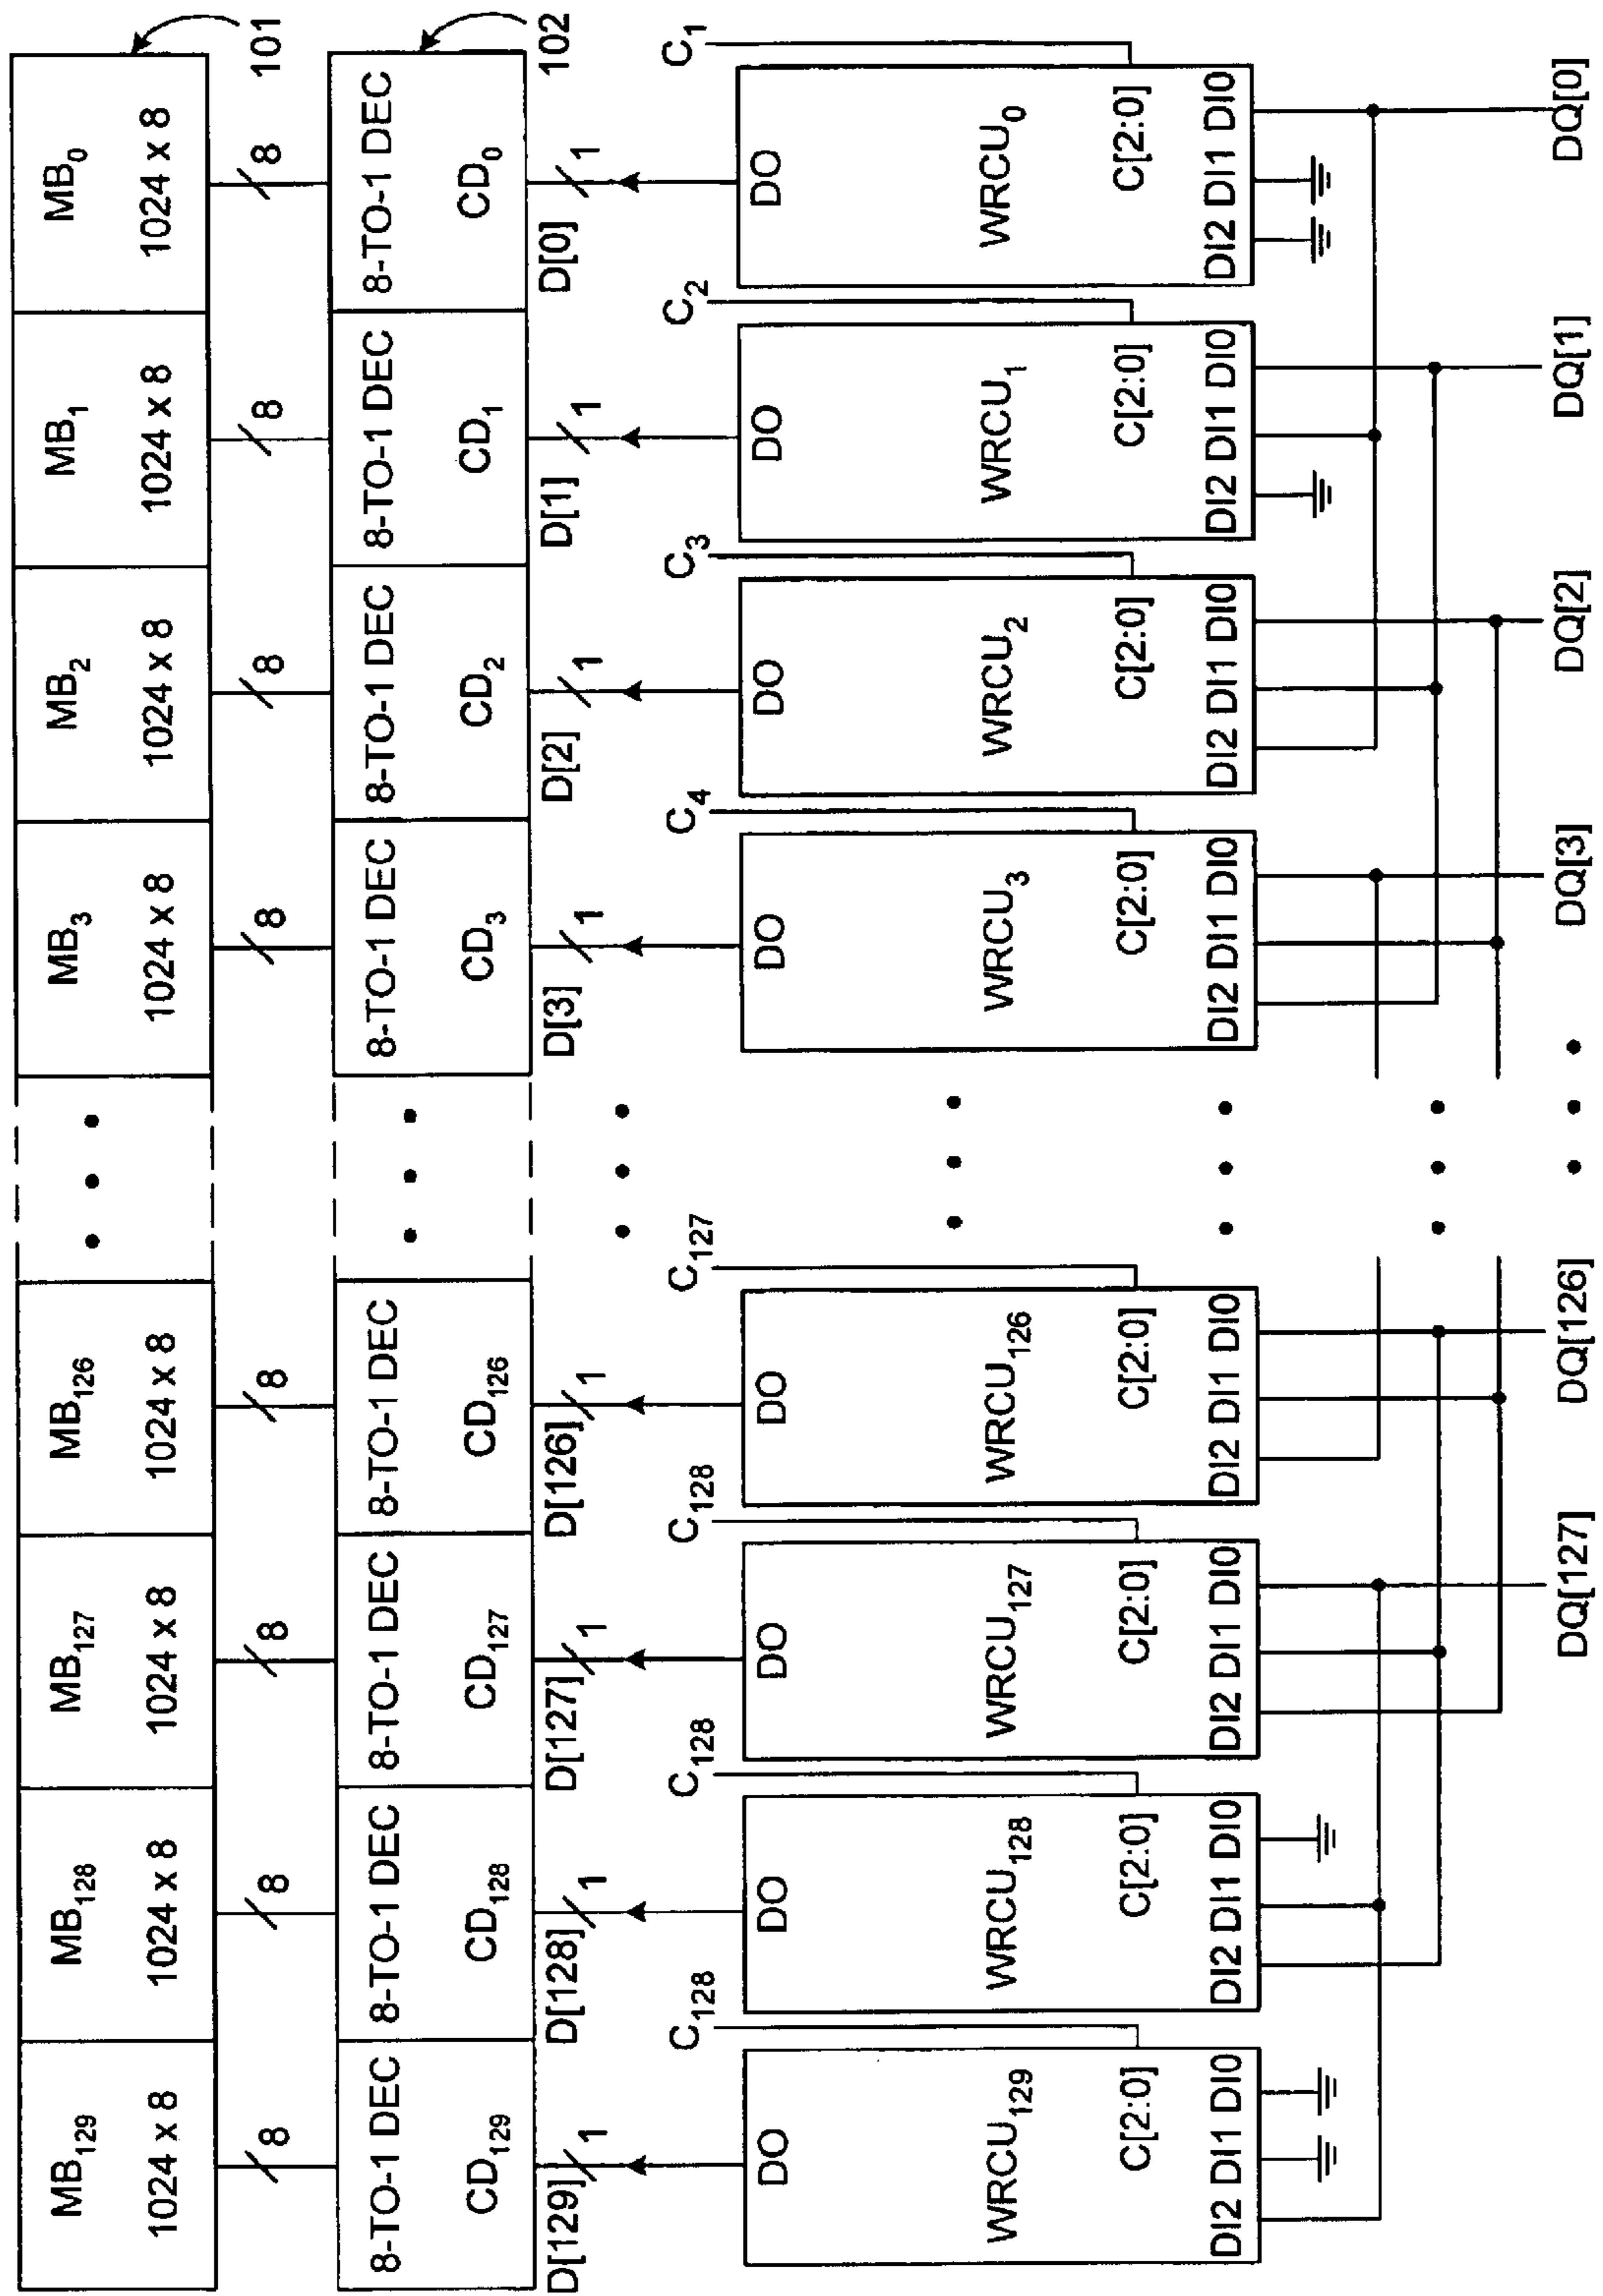 MB129 MB128 MB127 MB126 • • • MB3 MB2 MB1 MB0
1024 x 8 1024 x 8 1024 x 8 1024 x 8 1024 x 8 1024 x 8 1024 x 8 1024 x 8
101
8 8 8 8 8 8 8 8
8-TO-1 DEC 8-TO-1 DEC 8-TO-1 DEC 8-TO-1 DEC • • • 8-TO-1 DEC 8-TO-1 DEC 8-TO-1 DEC 8-TO-1 DEC
CD129 CD128 CD127 CD126 CD3 CD2 CD1 CD0
102
D[129] 1 D[128] 1 D[127] 1 D[126] 1 • • • D[3] 1 D[2] 1 D[1] 1 D[0] 1
C128 C128 C128 C127 C4 C3 C2 C1
DO DO DO DO DO DO DO DO
WRCU129 WRCU128 WRCU127 WRCU126 • • • WRCU3 WRCU2 WRCU1 WRCU0
C[2:0] C[2:0] C[2:0] C[2:0] C[2:0] C[2:0] C[2:0] C[2:0]
DI2 DI1 DI0 DI2 DI1 DI0 DI2 DI1 DI0 DI2 DI1 DI0 • • • DI2 DI1 DI0 DI2 DI1 DI0 DI2 DI1 DI0 DI2 DI1 DI0
DQ[127] DQ[126] • • • DQ[3] DQ[2] DQ[1] DQ[0]